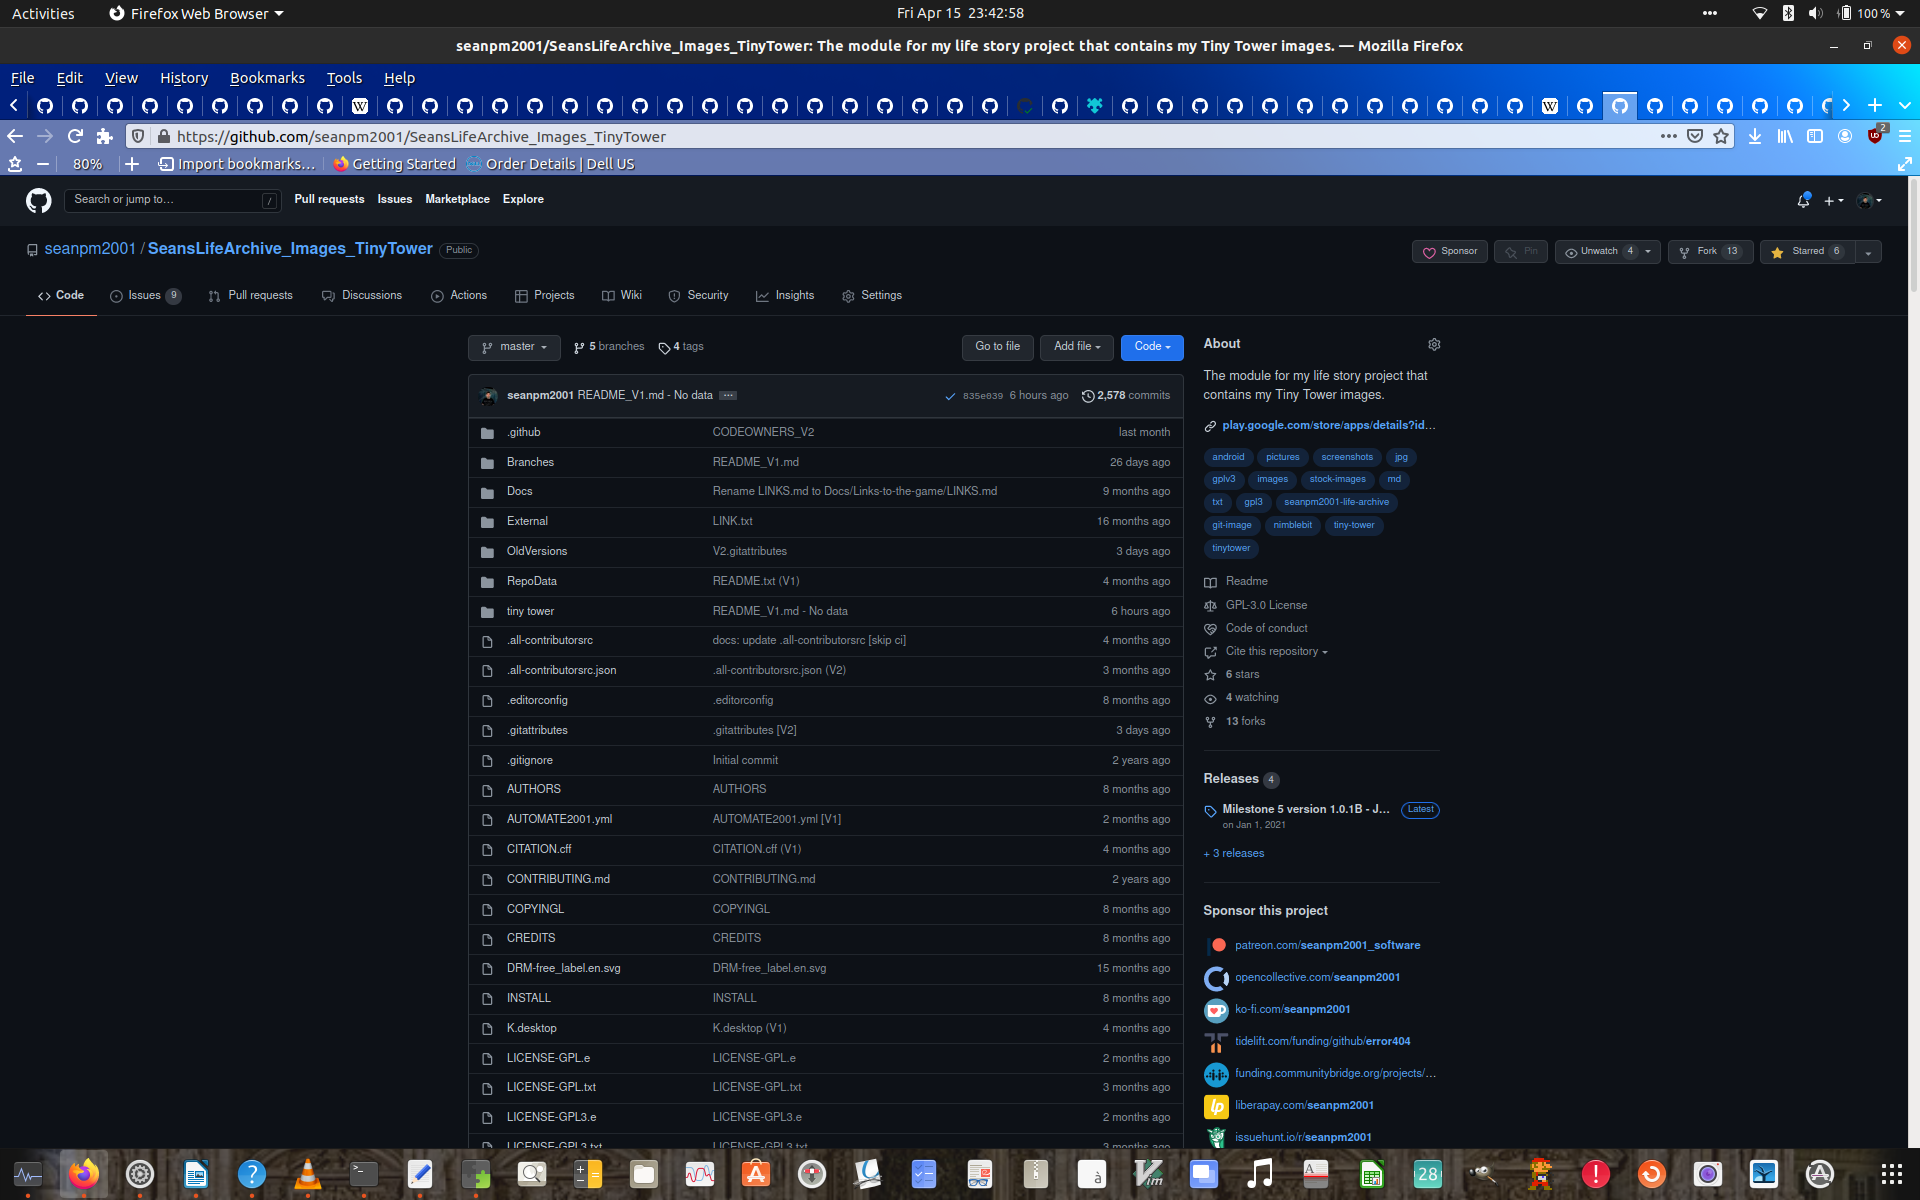 Activities
Firefox Web Browser
Fri Apr 15 23:42:58
100 %
seanpm2001/SeansLifeArchive_Images_TinyTower: The module for my life story project that contains my Tiny Tower images. — Mozilla Firefox
File Edit View History Bookmarks Tools Help
https://github.com/seanpm2001/SeansLifeArchive_Images_TinyTower
2
80% Import bookmarks... Getting Started Order Details | Dell US
Search or jump to... /
Pull requests Issues Marketplace Explore
seanpm2001 / SeansLifeArchive_Images_TinyTower Public
Sponsor Pin Unwatch 4 Fork 13 Starred 6
Code Issues 9 Pull requests Discussions Actions Projects Wiki Security Insights Settings
master 5 branches 4 tags Go to file Add file Code
seanpm2001 README_V1.md - No data ... 835e039 6 hours ago 2,578 commits
.github CODEOWNERS_V2 last month
Branches README_V1.md 26 days ago
Docs Rename LINKS.md to Docs/Links-to-the-game/LINKS.md 9 months ago
External LINK.txt 16 months ago
OldVersions V2.gitattributes 3 days ago
RepoData README.txt (V1) 4 months ago
tiny tower README_V1.md - No data 6 hours ago
.all-contributorsrc docs: update .all-contributorsrc [skip ci] 4 months ago
.all-contributorsrc.json .all-contributorsrc.json (V2) 3 months ago
.editorconfig .editorconfig 8 months ago
.gitattributes .gitattributes [V2] 3 days ago
.gitignore Initial commit 2 years ago
AUTHORS AUTHORS 8 months ago
AUTOMATE2001.yml AUTOMATE2001.yml [V1] 2 months ago
CITATION.cff CITATION.cff (V1) 4 months ago
CONTRIBUTING.md CONTRIBUTING.md 2 years ago
COPYINGL COPYINGL 8 months ago
CREDITS CREDITS 8 months ago
DRM-free_label.en.svg DRM-free_label.en.svg 15 months ago
INSTALL INSTALL 8 months ago
K.desktop K.desktop (V1) 4 months ago
LICENSE-GPL.e LICENSE-GPL.e 2 months ago
LICENSE-GPL.txt LICENSE-GPL.txt 3 months ago
LICENSE-GPL3.e LICENSE-GPL3.e 2 months ago
LICENSE-GPL3.txt LICENSE-GPL3.txt 3 months ago
About
The module for my life story project that
contains my Tiny Tower images.
play.google.com/store/apps/details?id...
android pictures screenshots jpg
gplv3 images stock-images md
txt gpl3 seanpm2001-life-archive
git-image nimblebit tiny-tower
tinytower
Readme
GPL-3.0 License
Code of conduct
Cite this repository
6 stars
4 watching
13 forks
Releases 4
Milestone 5 version 1.0.1B - J... Latest
on Jan 1, 2021
+ 3 releases
Sponsor this project
patreon.com/seanpm2001_software
opencollective.com/seanpm2001
ko-fi.com/seanpm2001
tidelift.com/funding/github/error404
funding.communitybridge.org/projects/...
liberapay.com/seanpm2001
issuehunt.io/r/seanpm2001
28